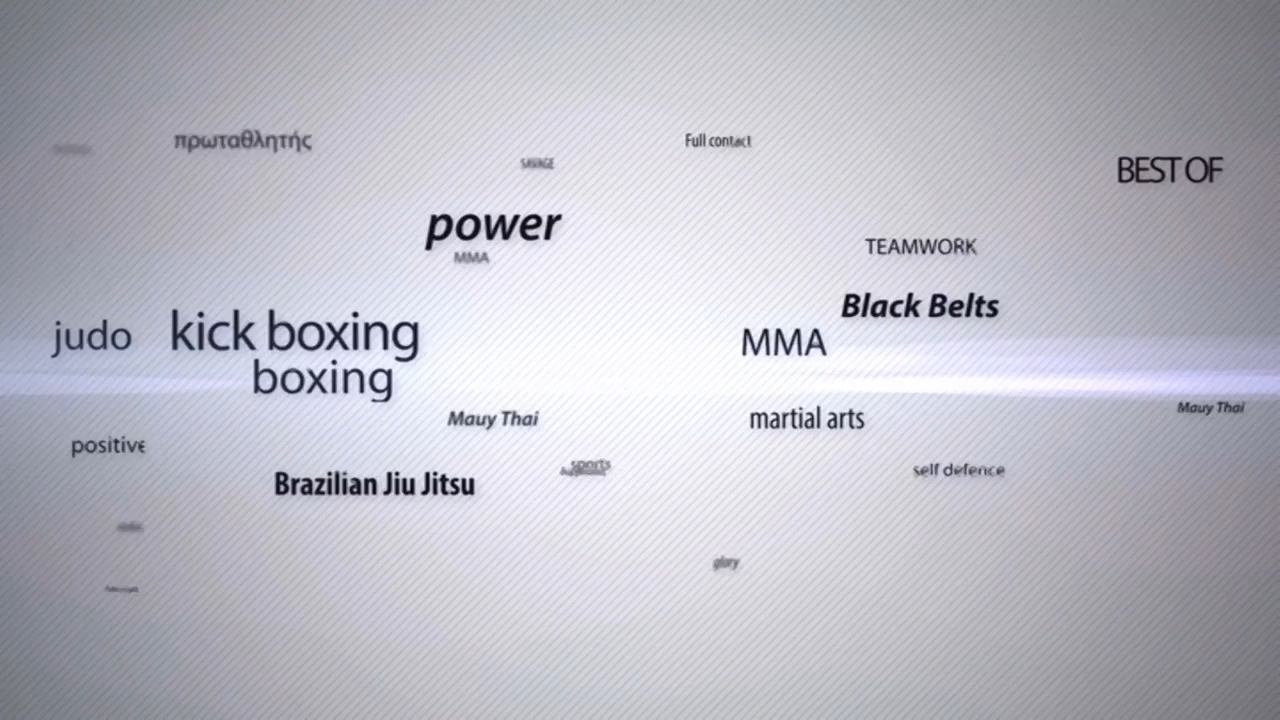 πρωταθλητής
Full contact
SAVAGE
BEST OF
power
TEAMWORK
MMA
Black Belts
judo
kick boxing
MMA
boxing
Mauy Thai
Mauy Thai
martial arts
positive
sports
self defence
Brazilian Jiu Jitsu
glory